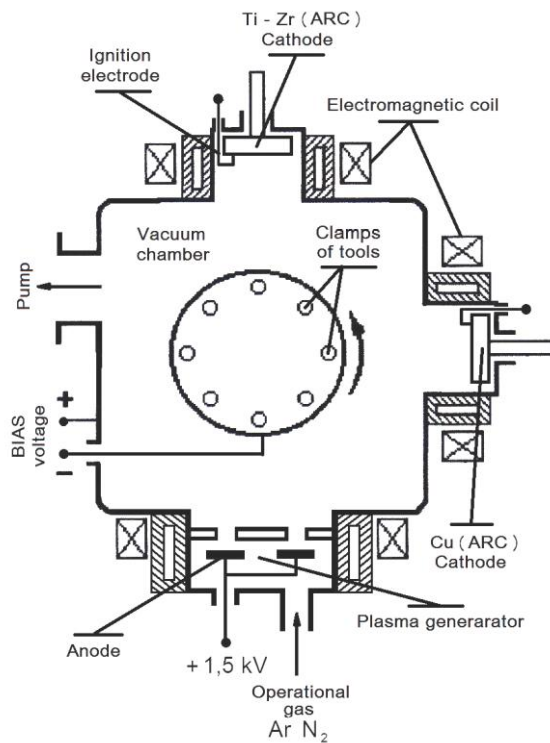 Ti - Zr (ARC)
Cathode
Ignition
electrode
Electromagnetic coil
Vacuum
chamber
Clamps
of tools
Pump
+
BIAS
voltage
−
Cu (ARC)
Cathode
Plasma generarator
Anode
+ 1,5 kV
Operational
gas
Ar N₂